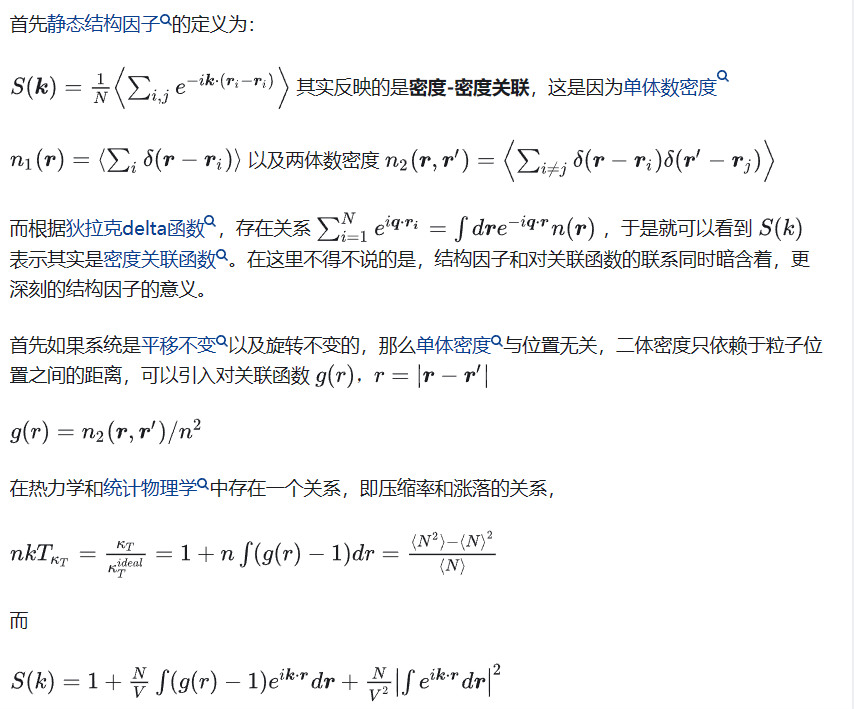 首先静态结构因子的定义为：
$S(\boldsymbol{k}) = \frac{1}{N}\left\langle \sum_{i,j} e^{-i\boldsymbol{k}\cdot(\boldsymbol{r}_i-\boldsymbol{r}_i)} \right\rangle$ 其实反映的是密度-密度关联，这是因为单体数密度
$n_1(\boldsymbol{r}) = \langle \sum_i \delta(\boldsymbol{r}-\boldsymbol{r}_i) \rangle$ 以及两体数密度 $n_2(\boldsymbol{r},\boldsymbol{r}') = \left\langle \sum_{i\neq j} \delta(\boldsymbol{r}-\boldsymbol{r}_i)\delta(\boldsymbol{r}'-\boldsymbol{r}_j) \right\rangle$
而根据狄拉克delta函数，存在关系 $\sum_{i=1}^{N} e^{i\boldsymbol{q}\cdot\boldsymbol{r}_i} = \int d\boldsymbol{r} e^{-i\boldsymbol{q}\cdot\boldsymbol{r}} n(\boldsymbol{r})$ ，于是就可以看到 $S(k)$
表示其实是密度关联函数。在这里不得不说的是，结构因子和对关联函数的联系同时暗含着，更
深刻的结构因子的意义。
首先如果系统是平移不变以及旋转不变的，那么单体密度与位置无关，二体密度只依赖于粒子位
置之间的距离，可以引入对关联函数 $g(r)$，$r = |\boldsymbol{r}-\boldsymbol{r}'|$
$g(r) = n_2(\boldsymbol{r},\boldsymbol{r}')/n^2$
在热力学和统计物理学中存在一个关系，即压缩率和涨落的关系，
$nkT_{\kappa_T} = \frac{\kappa_T}{\kappa_T^{ideal}} = 1 + n\int(g(r)-1)dr = \frac{\langle N^2\rangle-\langle N\rangle^2}{\langle N\rangle}$
而
$S(k) = 1 + \frac{N}{V}\int(g(r)-1)e^{i\boldsymbol{k}\cdot\boldsymbol{r}}d\boldsymbol{r} + \frac{N}{V^2}\left|\int e^{i\boldsymbol{k}\cdot\boldsymbol{r}}d\boldsymbol{r}\right|^2$